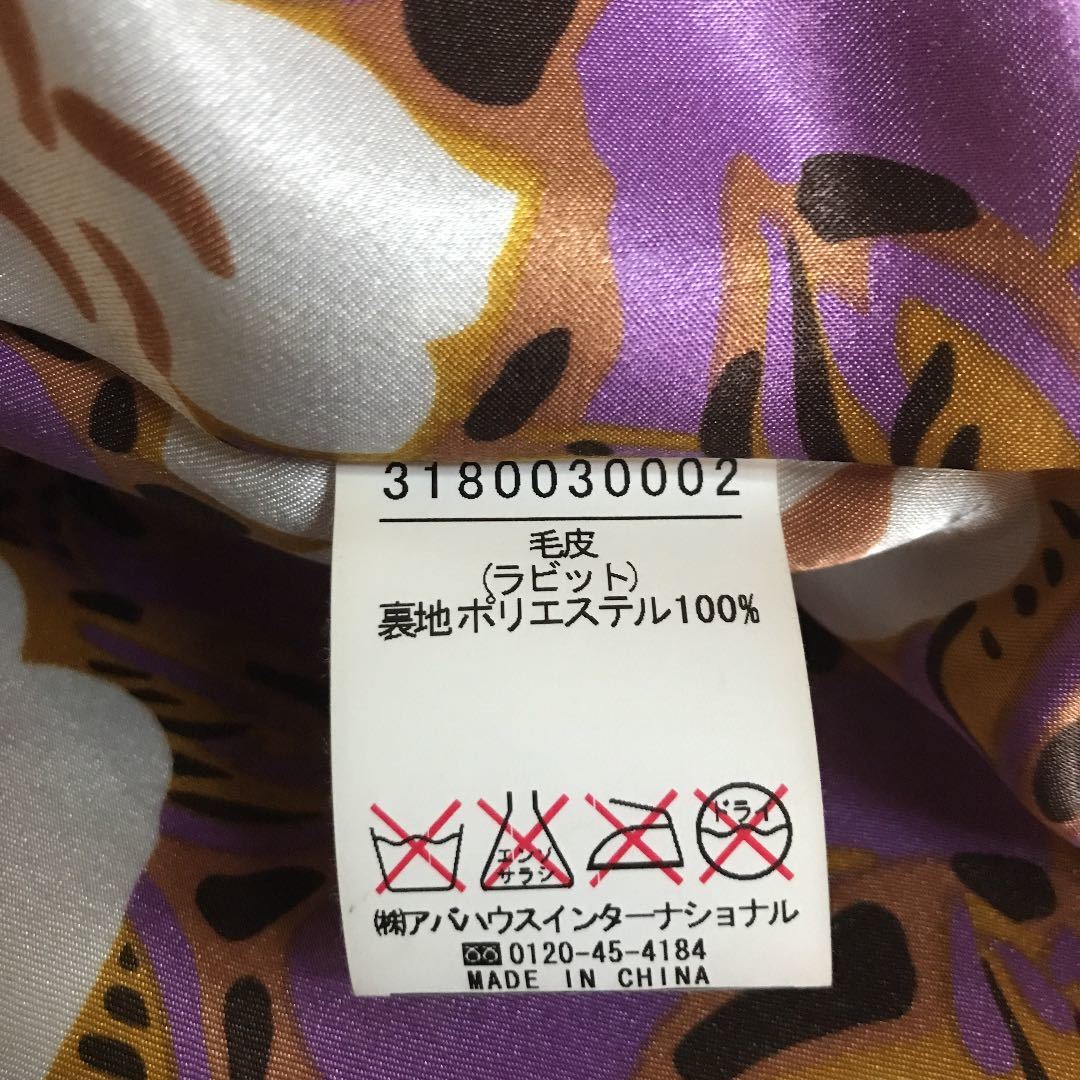 3180030002
毛皮
(ラビット)
裏地ポリエステル100%
エンソ
サラシ
ドライ
㈱アバハウスインターナショナル
0120-45-4184
MADE IN CHINA